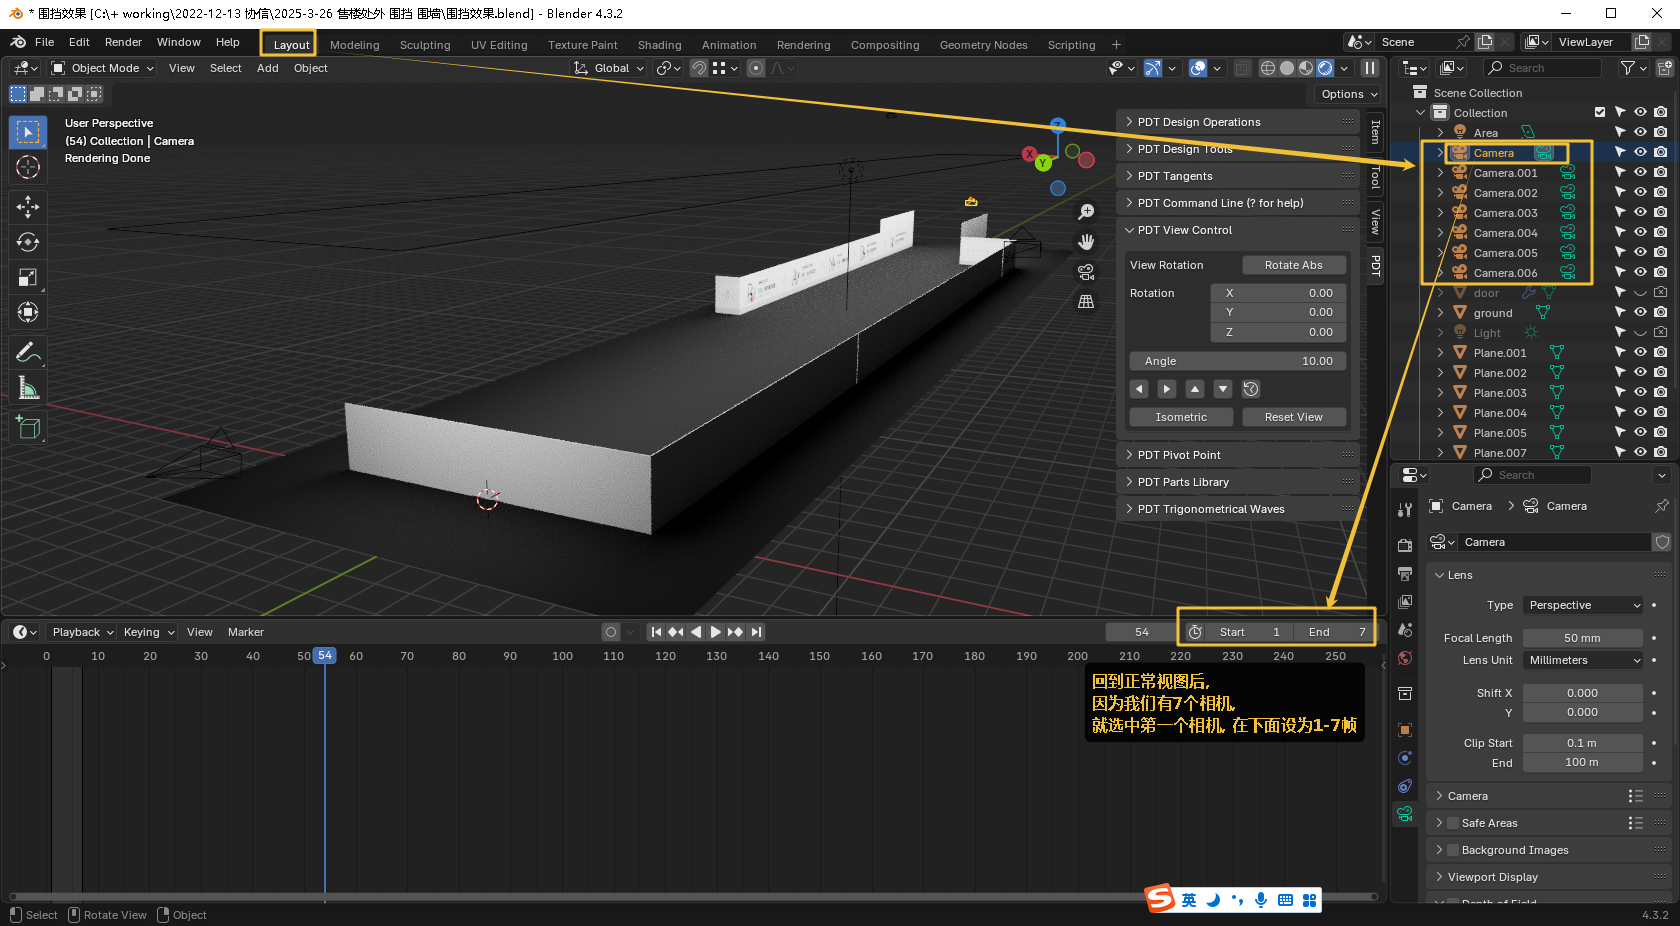 * 围挡效果 [C:\+ working\2022-12-13 协信\2025-3-26 售楼处外 围挡 围墙\围挡效果.blend] - Blender 4.3.2
File Edit Render Window Help Layout Modeling Sculpting UV Editing Texture Paint Shading Animation Rendering Compositing Geometry Nodes Scripting + Scene ViewLayer
Object Mode View Select Add Object Global Search
Options
User Perspective
(54) Collection | Camera
Rendering Done
X
Y
Z
PDT Design Operations
PDT Design Tools
PDT Tangents
PDT Command Line (? for help)
PDT View Control
View Rotation Rotate Abs
Rotation X 0.00
Y 0.00
Z 0.00
Angle 10.00
Isometric Reset View
PDT Pivot Point
PDT Parts Library
PDT Trigonometrical Waves
Item
Tool
View
PDT
Scene Collection
Collection
Area
Camera
Camera.001
Camera.002
Camera.003
Camera.004
Camera.005
Camera.006
door
ground
Light
Plane.001
Plane.002
Plane.003
Plane.004
Plane.005
Plane.007
Search
Camera > Camera
Camera
Lens
Type Perspective
Focal Length 50 mm
Lens Unit Millimeters
Shift X 0.000
Y 0.000
Clip Start 0.1 m
End 100 m
Camera
Safe Areas
Background Images
Viewport Display
Depth of Field
Playback Keying View Marker 54 Start 1 End 7
0 10 20 30 40 50 54 60 70 80 90 100 110 120 130 140 150 160 170 180 190 200 210 220 230 240 250
回到正常视图后,
因为我们有7个相机,
就选中第一个相机, 在下面设为1-7帧
S 英
Select Rotate View Object 4.3.2